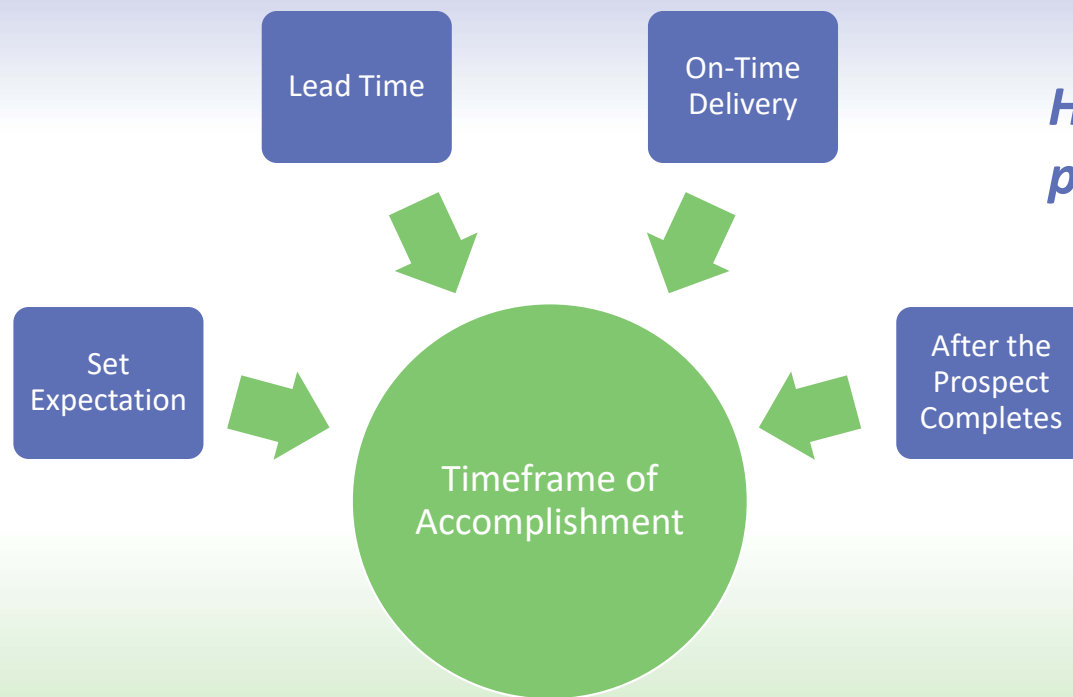 Lead Time
On-Time
Delivery
Set
Expectation
After the
Prospect
Completes
Timeframe of
Accomplishment